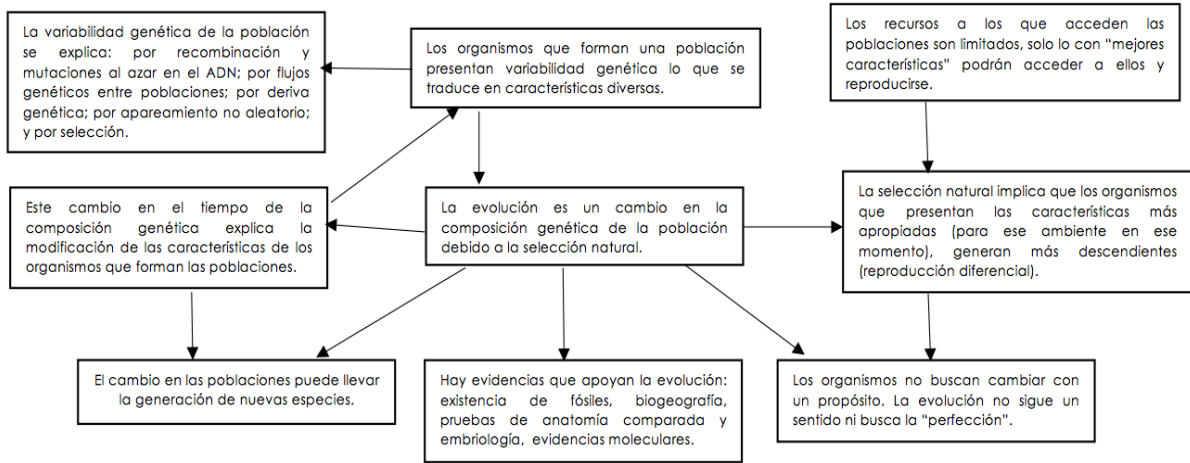 La variabilidad genética de la población
se explica: por recombinación y
mutaciones al azar en el ADN; por flujos
genéticos entre poblaciones; por deriva
genética; por apareamiento no aleatorio;
y por selección.
Los organismos que forman una población
presentan variabilidad genética lo que se
traduce en características diversas.
Los recursos a los que acceden las
poblaciones son limitados, solo lo con "mejores
características" podrán acceder a ellos y
reproducirse.
Este cambio en el tiempo de la
composición genética explica la
modificación de las características de los
organismos que forman las poblaciones.
La evolución es un cambio en la
composición genética de la población
debido a la selección natural.
La selección natural implica que los organismos
que presentan las características más
apropiadas (para ese ambiente en ese
momento), generan más descendientes
(reproducción diferencial).
El cambio en las poblaciones puede llevar
la generación de nuevas especies.
Hay evidencias que apoyan la evolución:
existencia de fósiles, biogeografía,
pruebas de anatomía comparada y
embriología, evidencias moleculares.
Los organismos no buscan cambiar con
un propósito. La evolución no sigue un
sentido ni busca la "perfección".